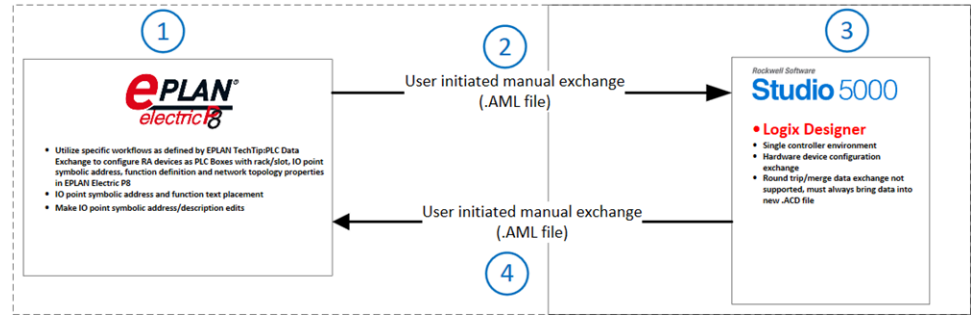 1
2
3
ePLAN®
electric P8
• Utilize specific workflows as defined by EPLAN TechTip:PLC Data
Exchange to configure RA devices as PLC Boxes with rack/slot, IO point
symbolic address, function definition and network topology properties
in EPLAN Electric P8
• IO point symbolic address and function text placement
• Make IO point symbolic address/description edits
User initiated manual exchange
(.AML file)
User initiated manual exchange
(.AML file)
4
Rockwell Software
Studio 5000
• Logix Designer
• Single controller environment
• Hardware device configuration
exchange
• Round trip/merge data exchange not
supported, must always bring data into
new .ACD file